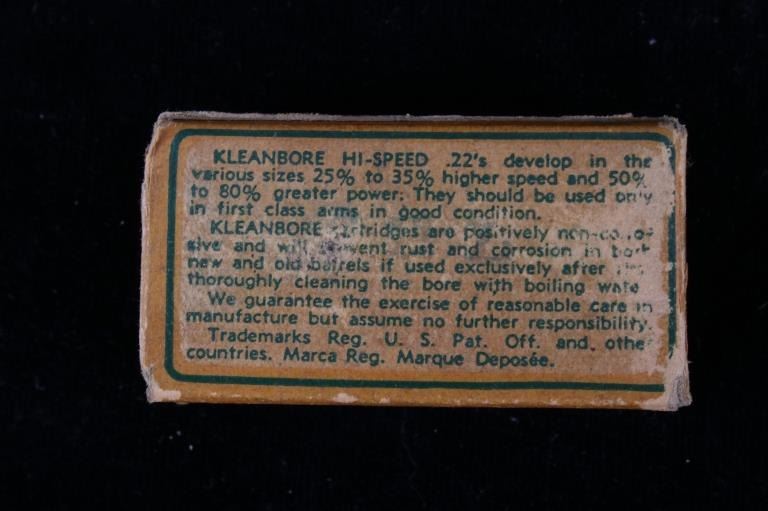 KLEANBORE HI-SPEED .22's develop in the
various sizes 25% to 35% higher speed and 50%
to 80% greater power. They should be used only
in first class arms in good condition.
KLEANBORE cartridges are positively
and will prevent rust and corrosion in both
new and old barrels if used exclusively after
thoroughly cleaning the bore with boiling
We guarantee the exercise of reasonable care in
manufacture but assume no further responsibility.
Trademarks Reg. U. S. Pat. Off. and other
countries. Marca Reg. Marque Deposée.